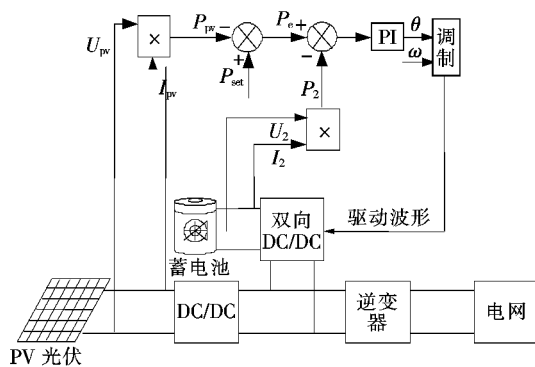 U_pv
×
P_pv −
+
P_set
P_e +
−
PI
θ
ω
调制
I_pv
P_2
U_2
I_2
×
蓄电池
双向
DC/DC
驱动波形
DC/DC
逆变器
电网
PV 光伏